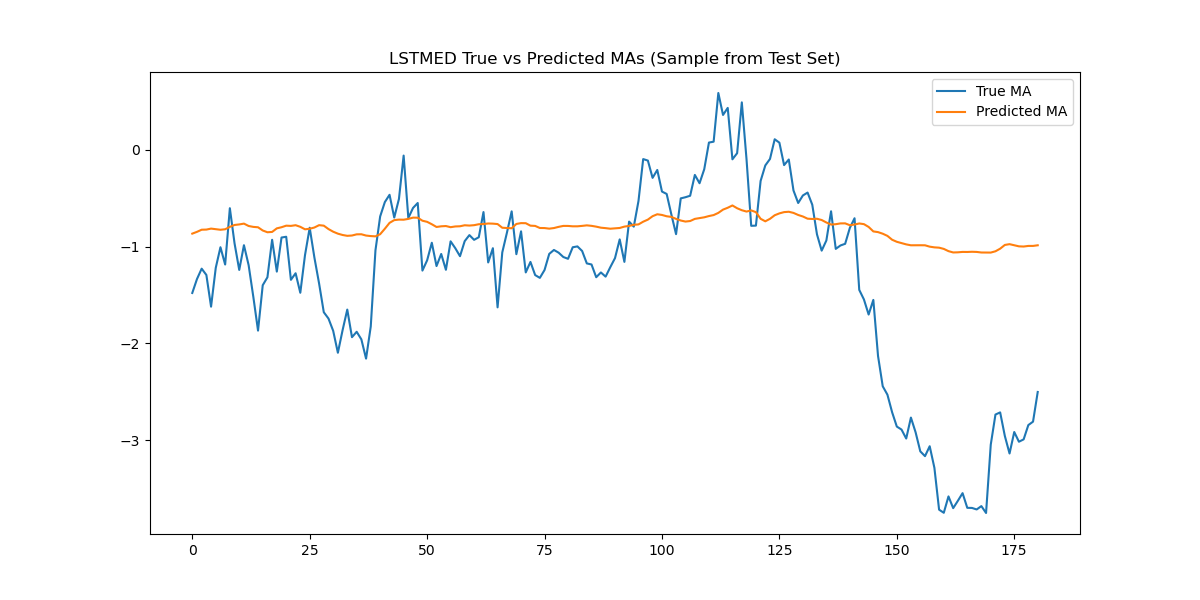 LSTMED True vs Predicted MAs (Sample from Test Set)
True MA
Predicted MA
0
−1
−2
−3
0 25 50 75 100 125 150 175